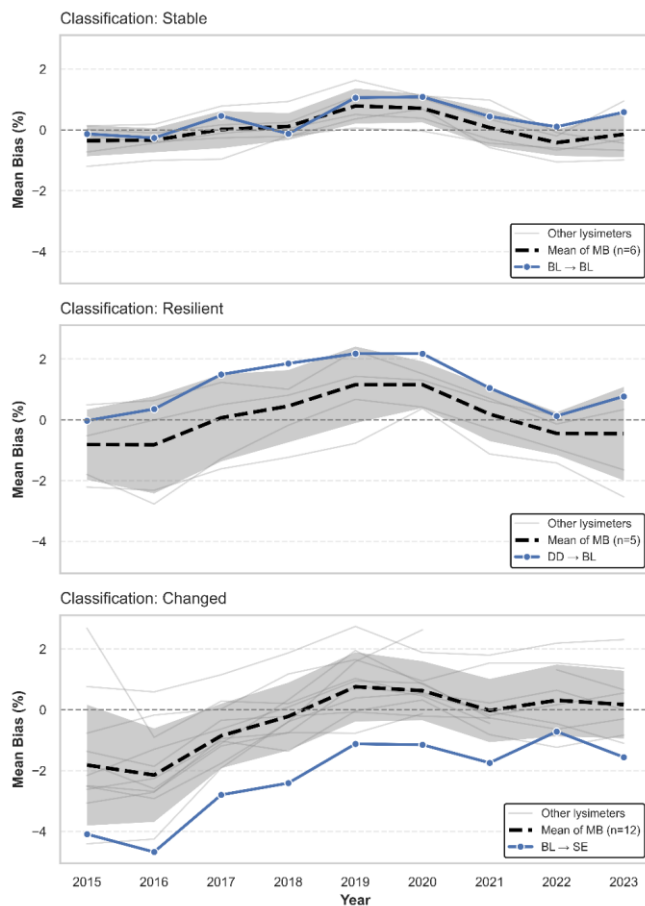 Classification: Stable
Mean Bias (%)
2
0
−2
−4
Other lysimeters
Mean of MB (n=6)
BL → BL
Classification: Resilient
Mean Bias (%)
2
0
−2
−4
Other lysimeters
Mean of MB (n=5)
DD → BL
Classification: Changed
Mean Bias (%)
2
0
−2
−4
Other lysimeters
Mean of MB (n=12)
BL → SE
2015 2016 2017 2018 2019 2020 2021 2022 2023
Year